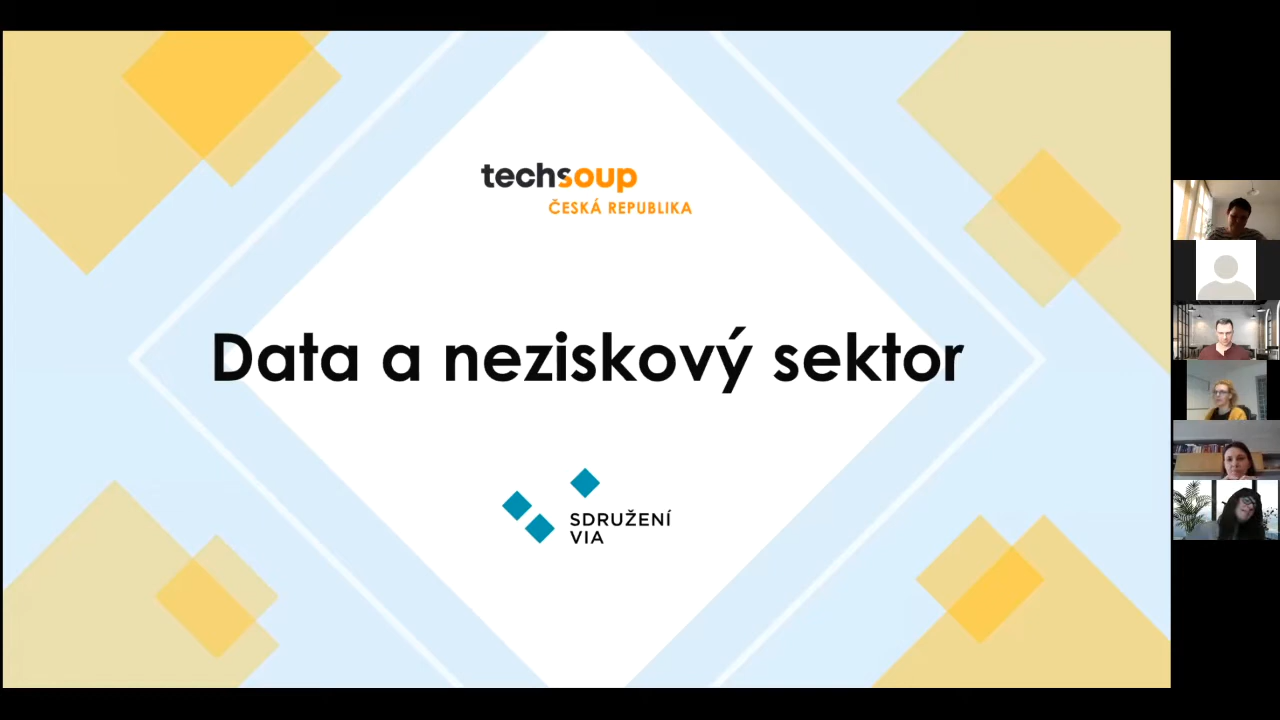 techsoup
ČESKÁ REPUBLIKA
Data a neziskový sektor
SDRUŽENÍ
VIA